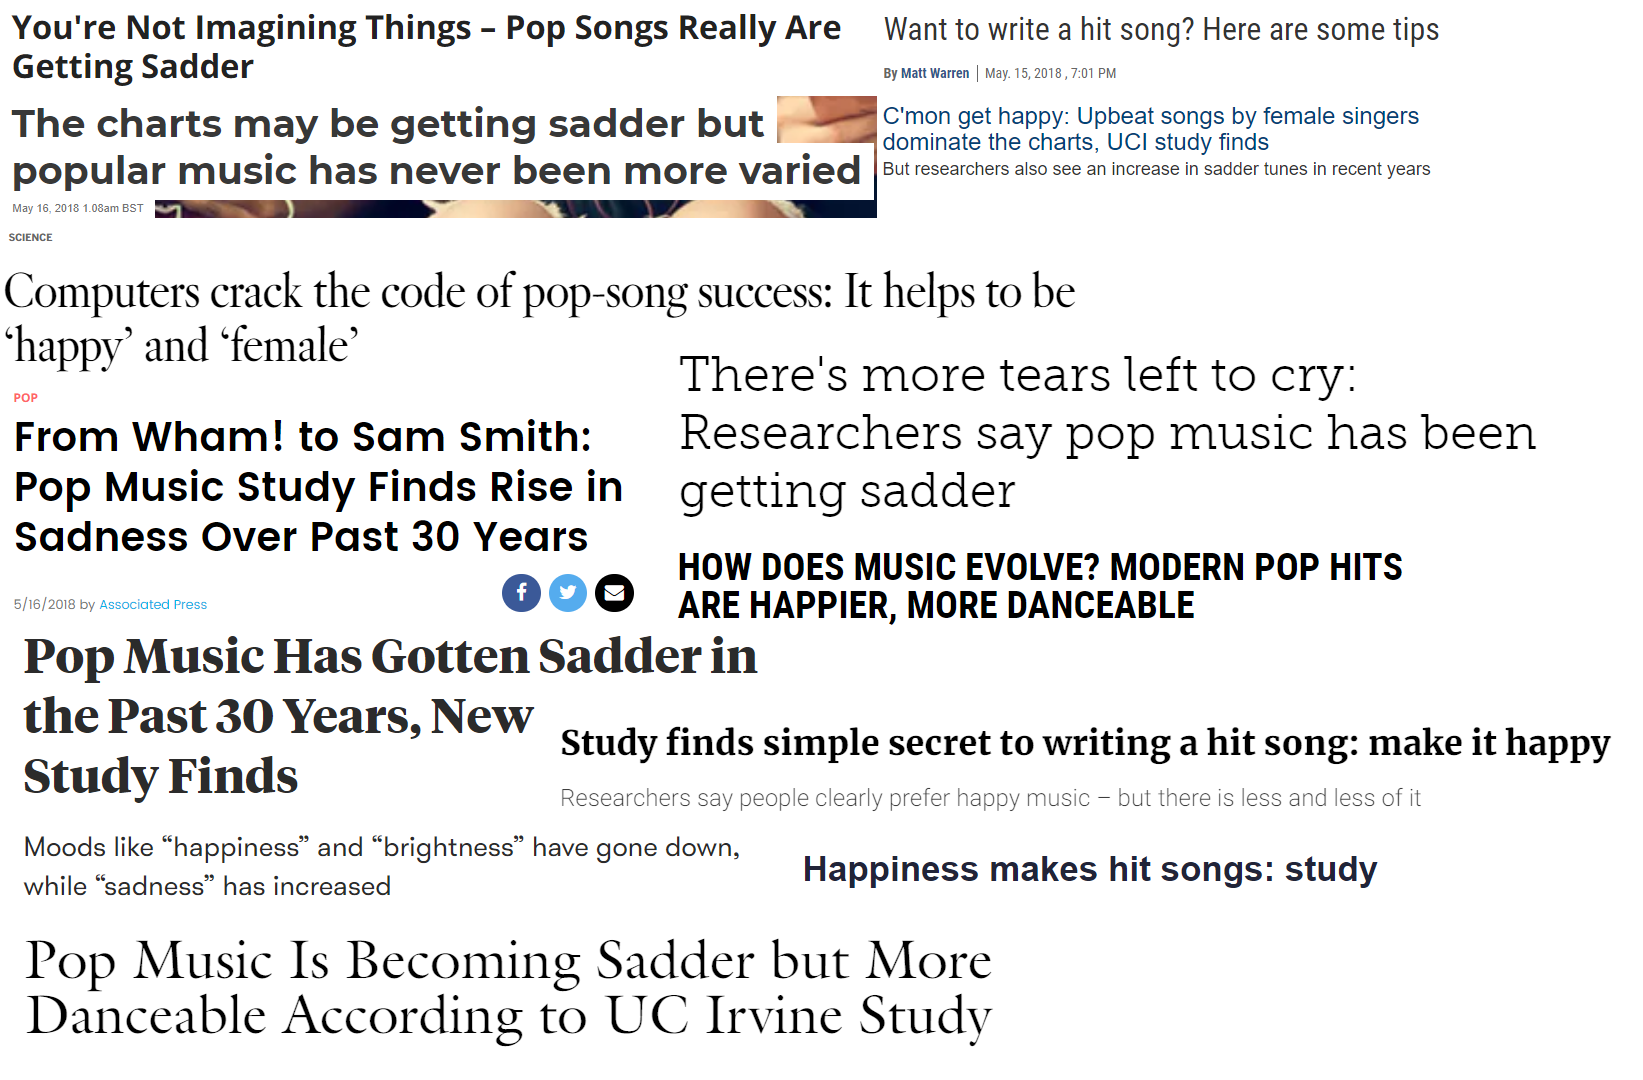 You're Not Imagining Things – Pop Songs Really Are
Getting Sadder
Want to write a hit song? Here are some tips
By Matt Warren | May. 15, 2018 , 7:01 PM
The charts may be getting sadder but
popular music has never been more varied
May 16, 2018 1.08am BST
C'mon get happy: Upbeat songs by female singers
dominate the charts, UCI study finds
But researchers also see an increase in sadder tunes in recent years
SCIENCE
Computers crack the code of pop-song success: It helps to be
‘happy’ and ‘female’
There's more tears left to cry:
Researchers say pop music has been
getting sadder
POP
From Wham! to Sam Smith:
Pop Music Study Finds Rise in
Sadness Over Past 30 Years
5/16/2018 by Associated Press
HOW DOES MUSIC EVOLVE? MODERN POP HITS
ARE HAPPIER, MORE DANCEABLE
Pop Music Has Gotten Sadder in
the Past 30 Years, New
Study Finds
Moods like “happiness” and “brightness” have gone down,
while “sadness” has increased
Study finds simple secret to writing a hit song: make it happy
Researchers say people clearly prefer happy music – but there is less and less of it
Happiness makes hit songs: study
Pop Music Is Becoming Sadder but More
Danceable According to UC Irvine Study